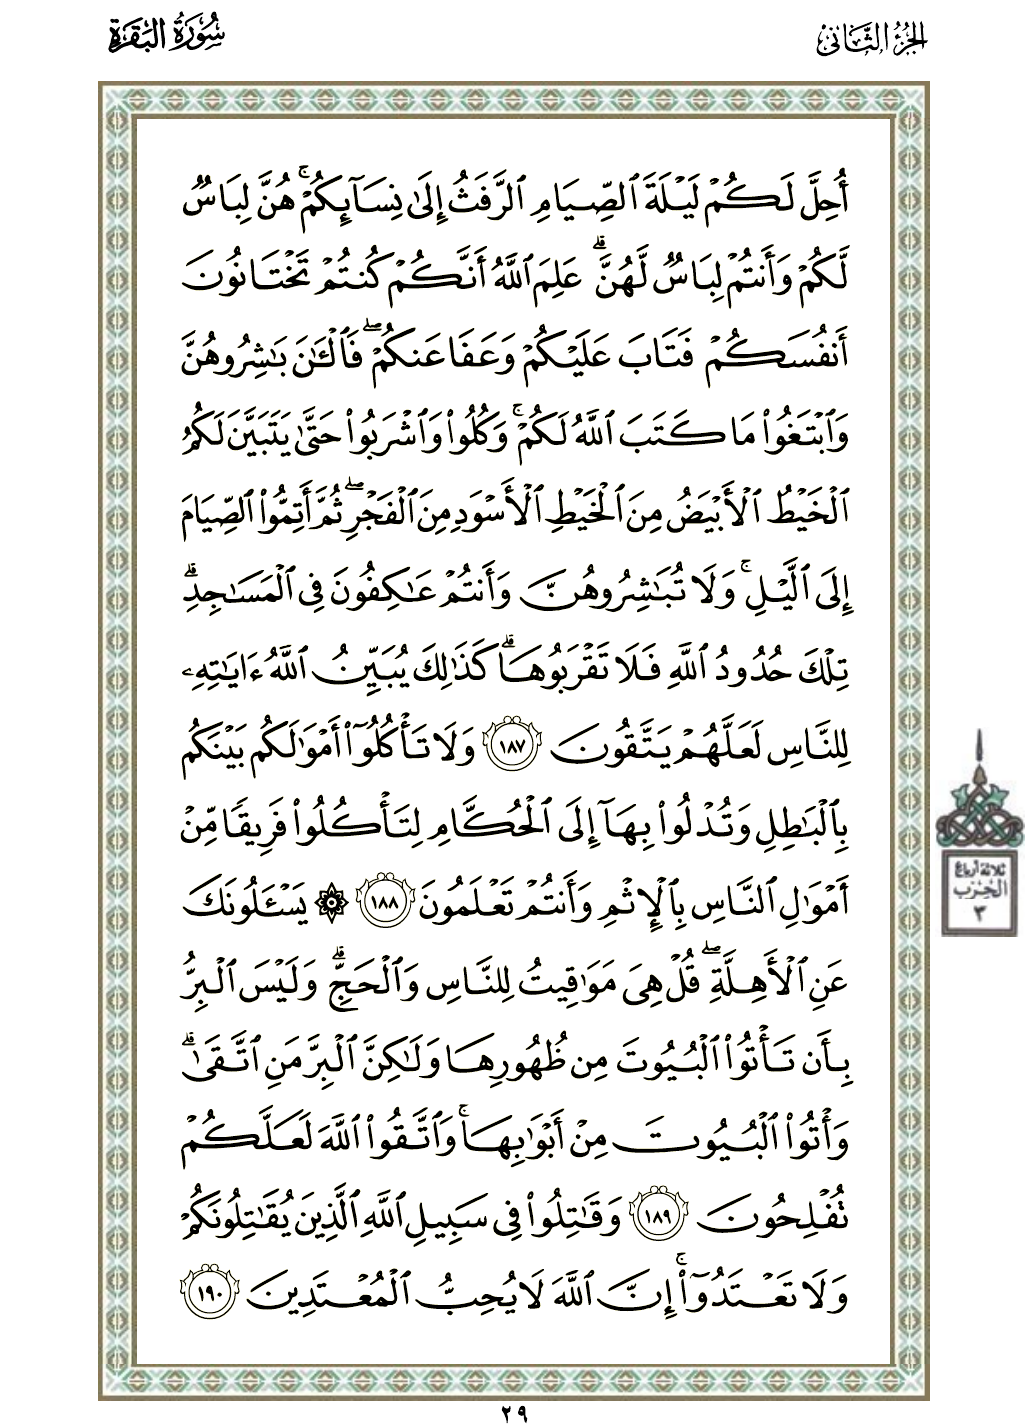 الجزء الثاني
سورة البقرة
أُحِلَّ لَكُمْ لَيْلَةَ ٱلصِّيَامِ ٱلرَّفَثُ إِلَىٰ نِسَآئِكُمْ ۚ هُنَّ لِبَاسٌ
لَّكُمْ وَأَنتُمْ لِبَاسٌ لَّهُنَّ ۗ عَلِمَ ٱللَّهُ أَنَّكُمْ كُنتُمْ تَخْتَانُونَ
أَنفُسَكُمْ فَتَابَ عَلَيْكُمْ وَعَفَا عَنكُمْ ۖ فَٱلْـَٔـٰنَ بَـٰشِرُوهُنَّ
وَٱبْتَغُوا۟ مَا كَتَبَ ٱللَّهُ لَكُمْ ۚ وَكُلُوا۟ وَٱشْرَبُوا۟ حَتَّىٰ يَتَبَيَّنَ لَكُمُ
ٱلْخَيْطُ ٱلْأَبْيَضُ مِنَ ٱلْخَيْطِ ٱلْأَسْوَدِ مِنَ ٱلْفَجْرِ ۖ ثُمَّ أَتِمُّوا۟ ٱلصِّيَامَ
إِلَى ٱلَّيْلِ ۚ وَلَا تُبَـٰشِرُوهُنَّ وَأَنتُمْ عَـٰكِفُونَ فِى ٱلْمَسَـٰجِدِ ۗ
تِلْكَ حُدُودُ ٱللَّهِ فَلَا تَقْرَبُوهَا ۗ كَذَٰلِكَ يُبَيِّنُ ٱللَّهُ ءَايَـٰتِهِۦ
لِلنَّاسِ لَعَلَّهُمْ يَتَّقُونَ ١٨٧ وَلَا تَأْكُلُوٓا۟ أَمْوَٰلَكُم بَيْنَكُم
بِٱلْبَـٰطِلِ وَتُدْلُوا۟ بِهَآ إِلَى ٱلْحُكَّامِ لِتَأْكُلُوا۟ فَرِيقًا مِّنْ
أَمْوَٰلِ ٱلنَّاسِ بِٱلْإِثْمِ وَأَنتُمْ تَعْلَمُونَ ١٨٨ ۞ يَسْـَٔلُونَكَ
عَنِ ٱلْأَهِلَّةِ ۖ قُلْ هِىَ مَوَٰقِيتُ لِلنَّاسِ وَٱلْحَجِّ ۗ وَلَيْسَ ٱلْبِرُّ
بِأَن تَأْتُوا۟ ٱلْبُيُوتَ مِن ظُهُورِهَا وَلَـٰكِنَّ ٱلْبِرَّ مَنِ ٱتَّقَىٰ ۗ
وَأْتُوا۟ ٱلْبُيُوتَ مِنْ أَبْوَٰبِهَا ۚ وَٱتَّقُوا۟ ٱللَّهَ لَعَلَّكُمْ
تُفْلِحُونَ ١٨٩ وَقَـٰتِلُوا۟ فِى سَبِيلِ ٱللَّهِ ٱلَّذِينَ يُقَـٰتِلُونَكُمْ
وَلَا تَعْتَدُوٓا۟ ۚ إِنَّ ٱللَّهَ لَا يُحِبُّ ٱلْمُعْتَدِينَ ١٩٠
ثلاثة أرباع
الحزب
٣
٢٩